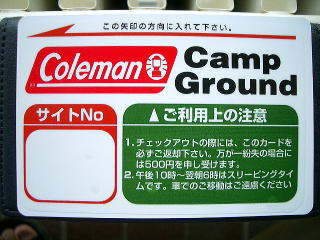 この矢印の方向に入れて下さい。
Coleman
Camp
Ground
サイトNo
▲ご利用上の注意
1. チェックアウトの際には、このカードを
必ずご返却下さい。万が一紛失の場合に
は500円を申し受けます。
2. 午後10時〜翌朝6時はスリーピングタイ
ムです。車でのご移動はご遠慮ください